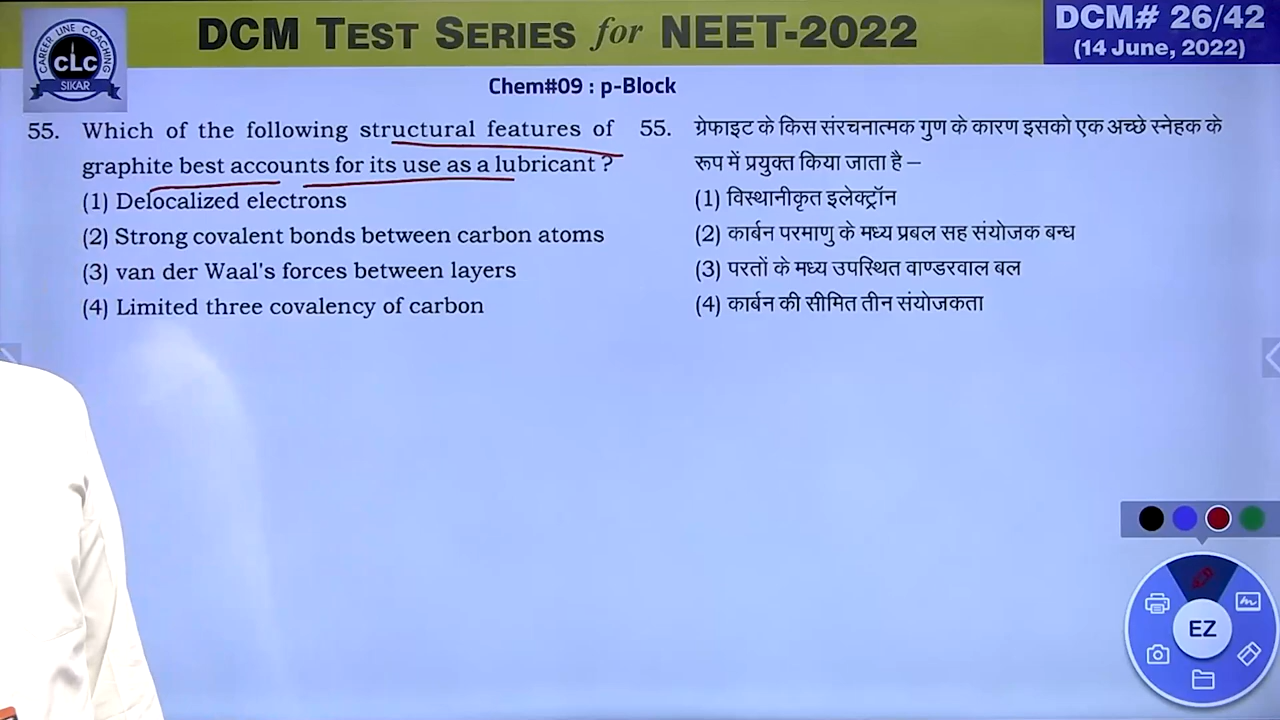 DCM TEST SERIES for NEET-2022
DCM# 26/42
(14 June, 2022)
CAREER LINE COACHING
CLC
SIKAR
Chem#09 : p-Block
55. Which of the following structural features of
graphite best accounts for its use as a lubricant ?
(1) Delocalized electrons
(2) Strong covalent bonds between carbon atoms
(3) van der Waal's forces between layers
(4) Limited three covalency of carbon
55. ग्रेफाइट के किस संरचनात्मक गुण के कारण इसको एक अच्छे स्नेहक के
रूप में प्रयुक्त किया जाता है –
(1) विस्थानीकृत इलेक्ट्रॉन
(2) कार्बन परमाणु के मध्य प्रबल सह संयोजक बन्ध
(3) परतों के मध्य उपस्थित वाण्डरवाल बल
(4) कार्बन की सीमित तीन संयोजकता
EZ